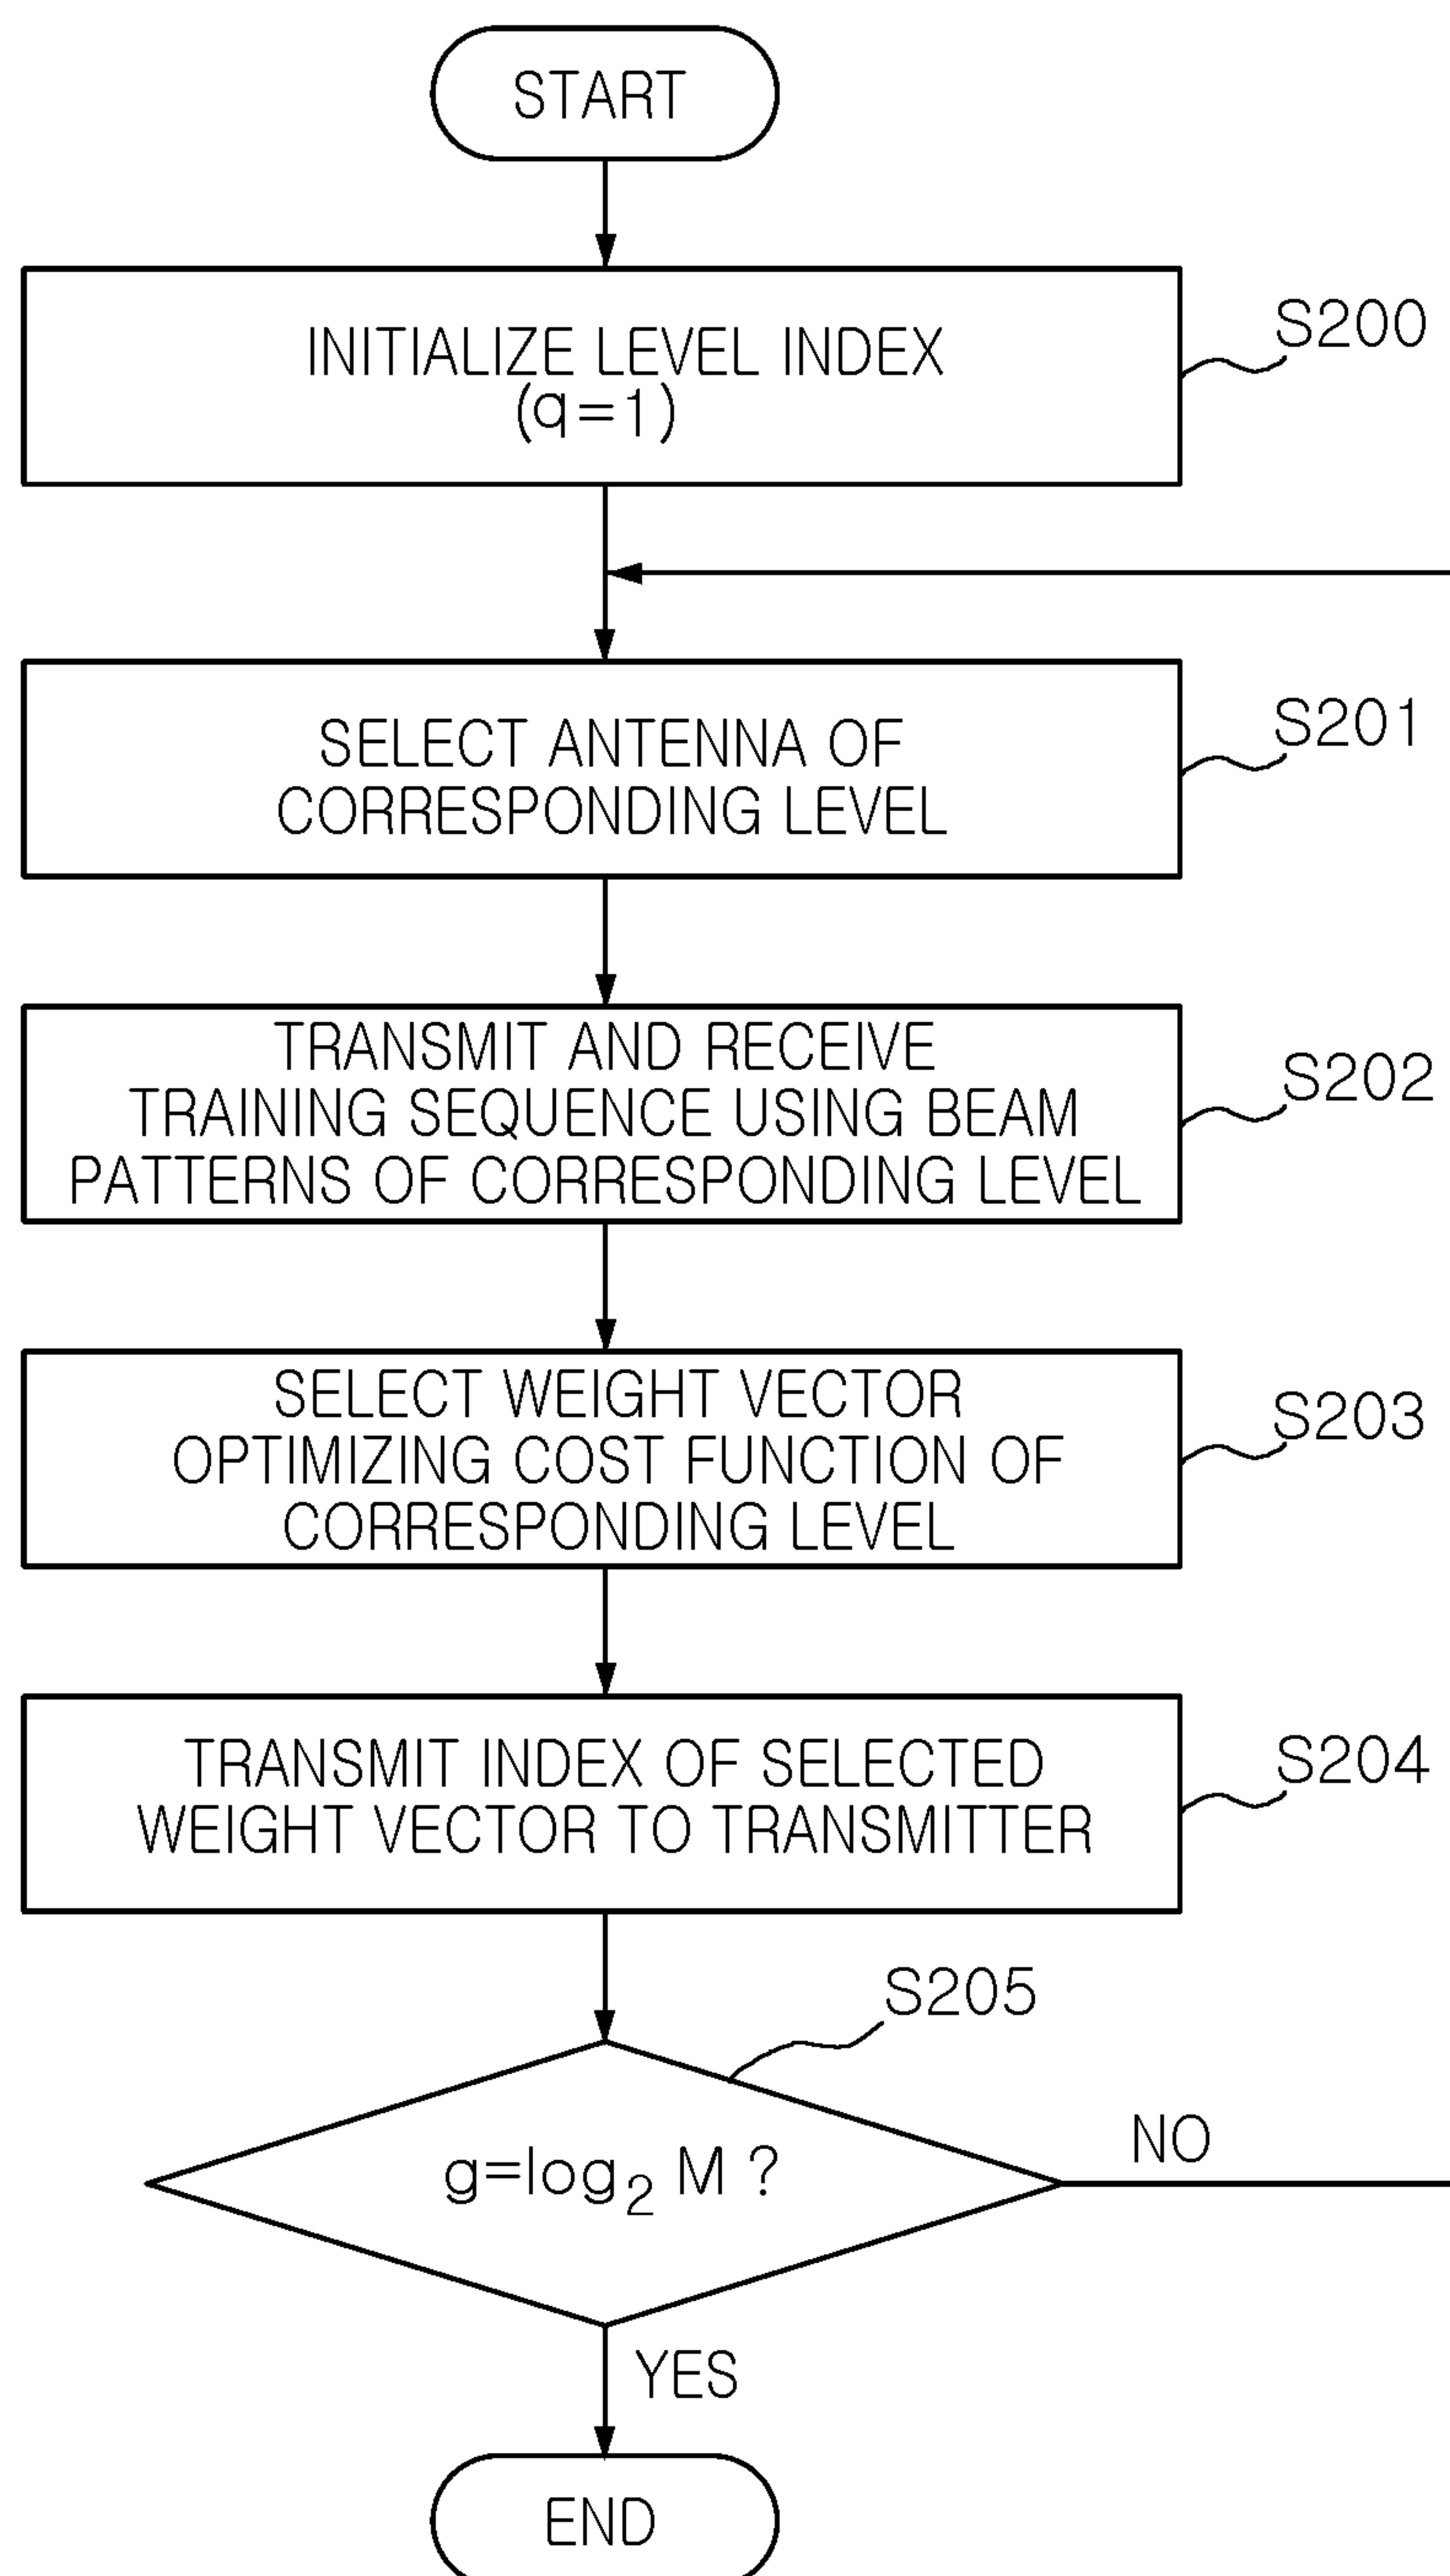 START
INITIALIZE LEVEL INDEX
(q=1)
S200
SELECT ANTENNA OF
CORRESPONDING LEVEL
S201
TRANSMIT AND RECEIVE
TRAINING SEQUENCE USING BEAM
PATTERNS OF CORRESPONDING LEVEL
S202
SELECT WEIGHT VECTOR
OPTIMIZING COST FUNCTION OF
CORRESPONDING LEVEL
S203
TRANSMIT INDEX OF SELECTED
WEIGHT VECTOR TO TRANSMITTER
S204
S205
g=log₂ M ?
NO
YES
END